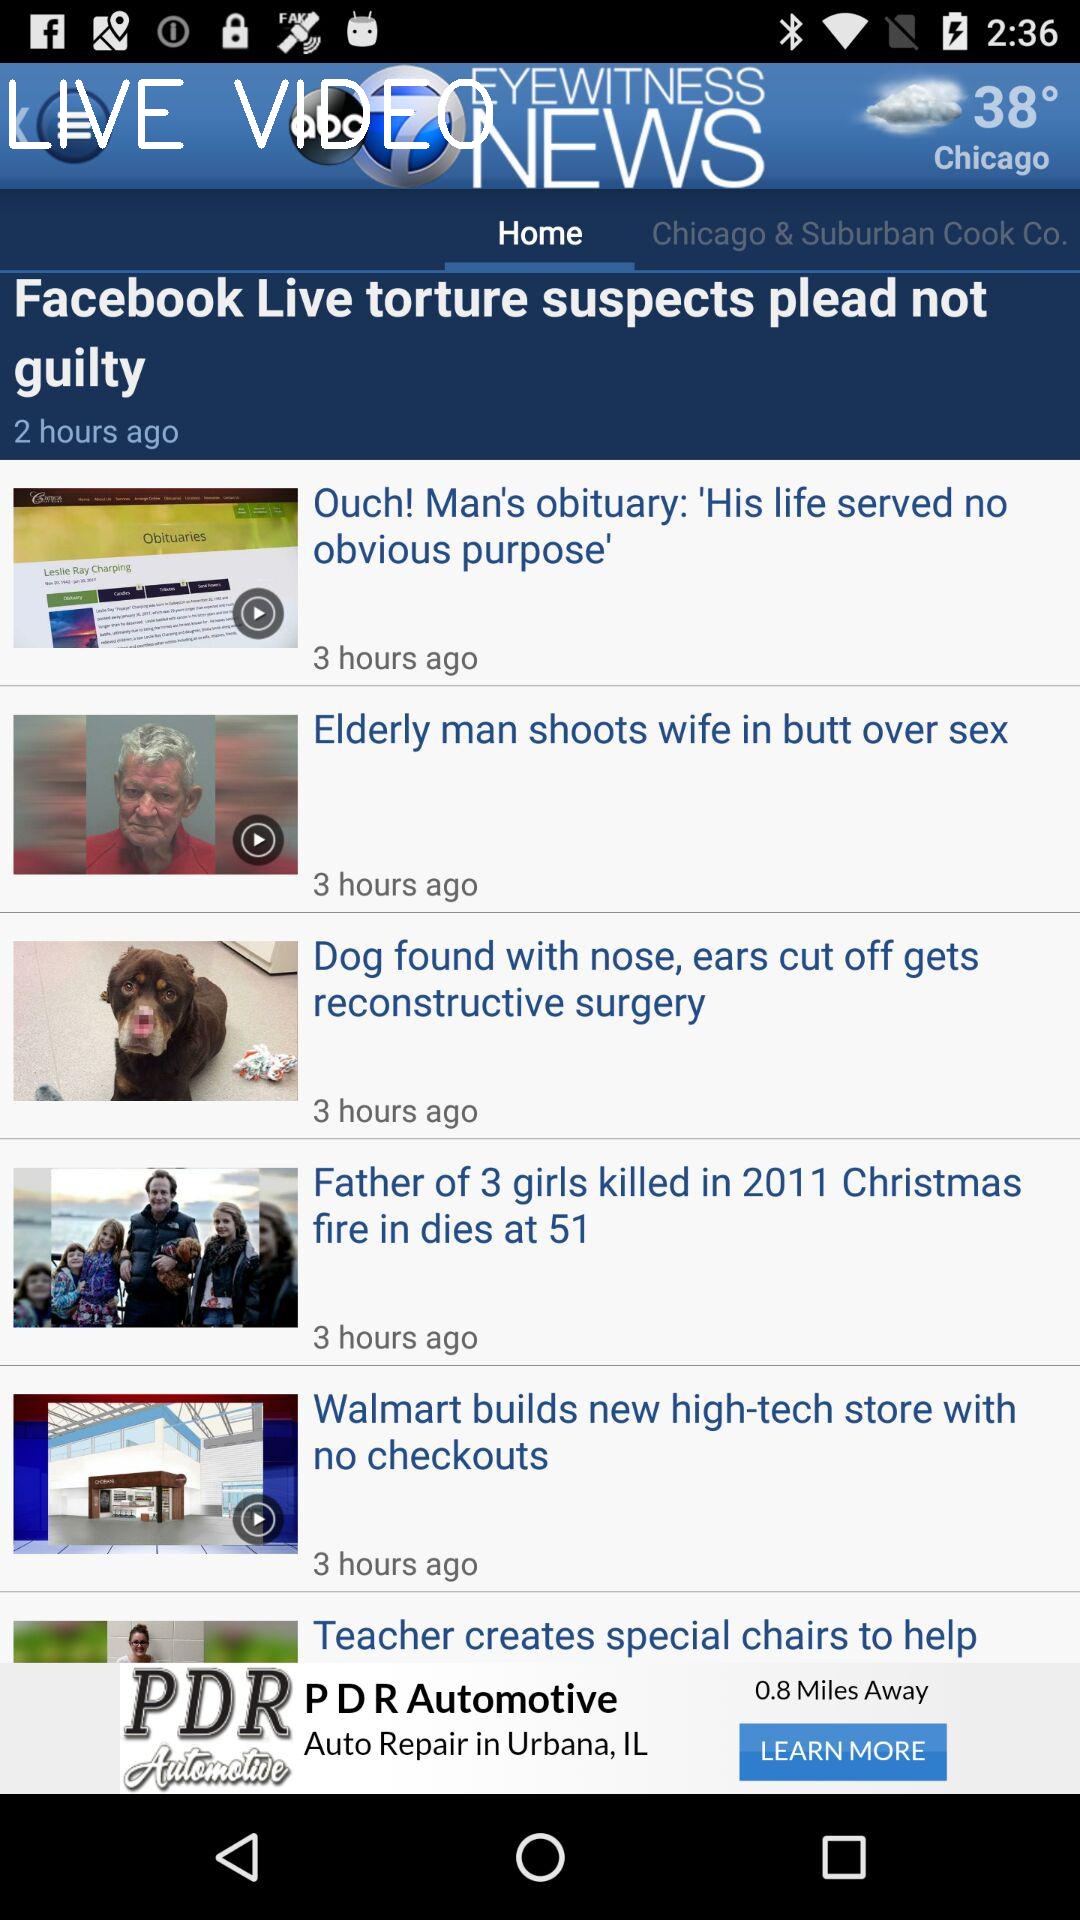 FAKE
2:36
LIVE VIDEO
abc 7 EYEWITNESS
NEWS
38°
Chicago
Home
Chicago & Suburban Cook Co.
Facebook Live torture suspects plead not
guilty
2 hours ago
Obituaries
Leslie Ray Charping
Obituary
Candles
Tributes
Ouch! Man's obituary: 'His life served no
obvious purpose'
3 hours ago
Elderly man shoots wife in butt over sex
3 hours ago
Dog found with nose, ears cut off gets
reconstructive surgery
3 hours ago
Father of 3 girls killed in 2011 Christmas
fire in dies at 51
3 hours ago
Walmart builds new high-tech store with
no checkouts
3 hours ago
Teacher creates special chairs to help
PDR
Automotive
P D R Automotive
Auto Repair in Urbana, IL
0.8 Miles Away
LEARN MORE